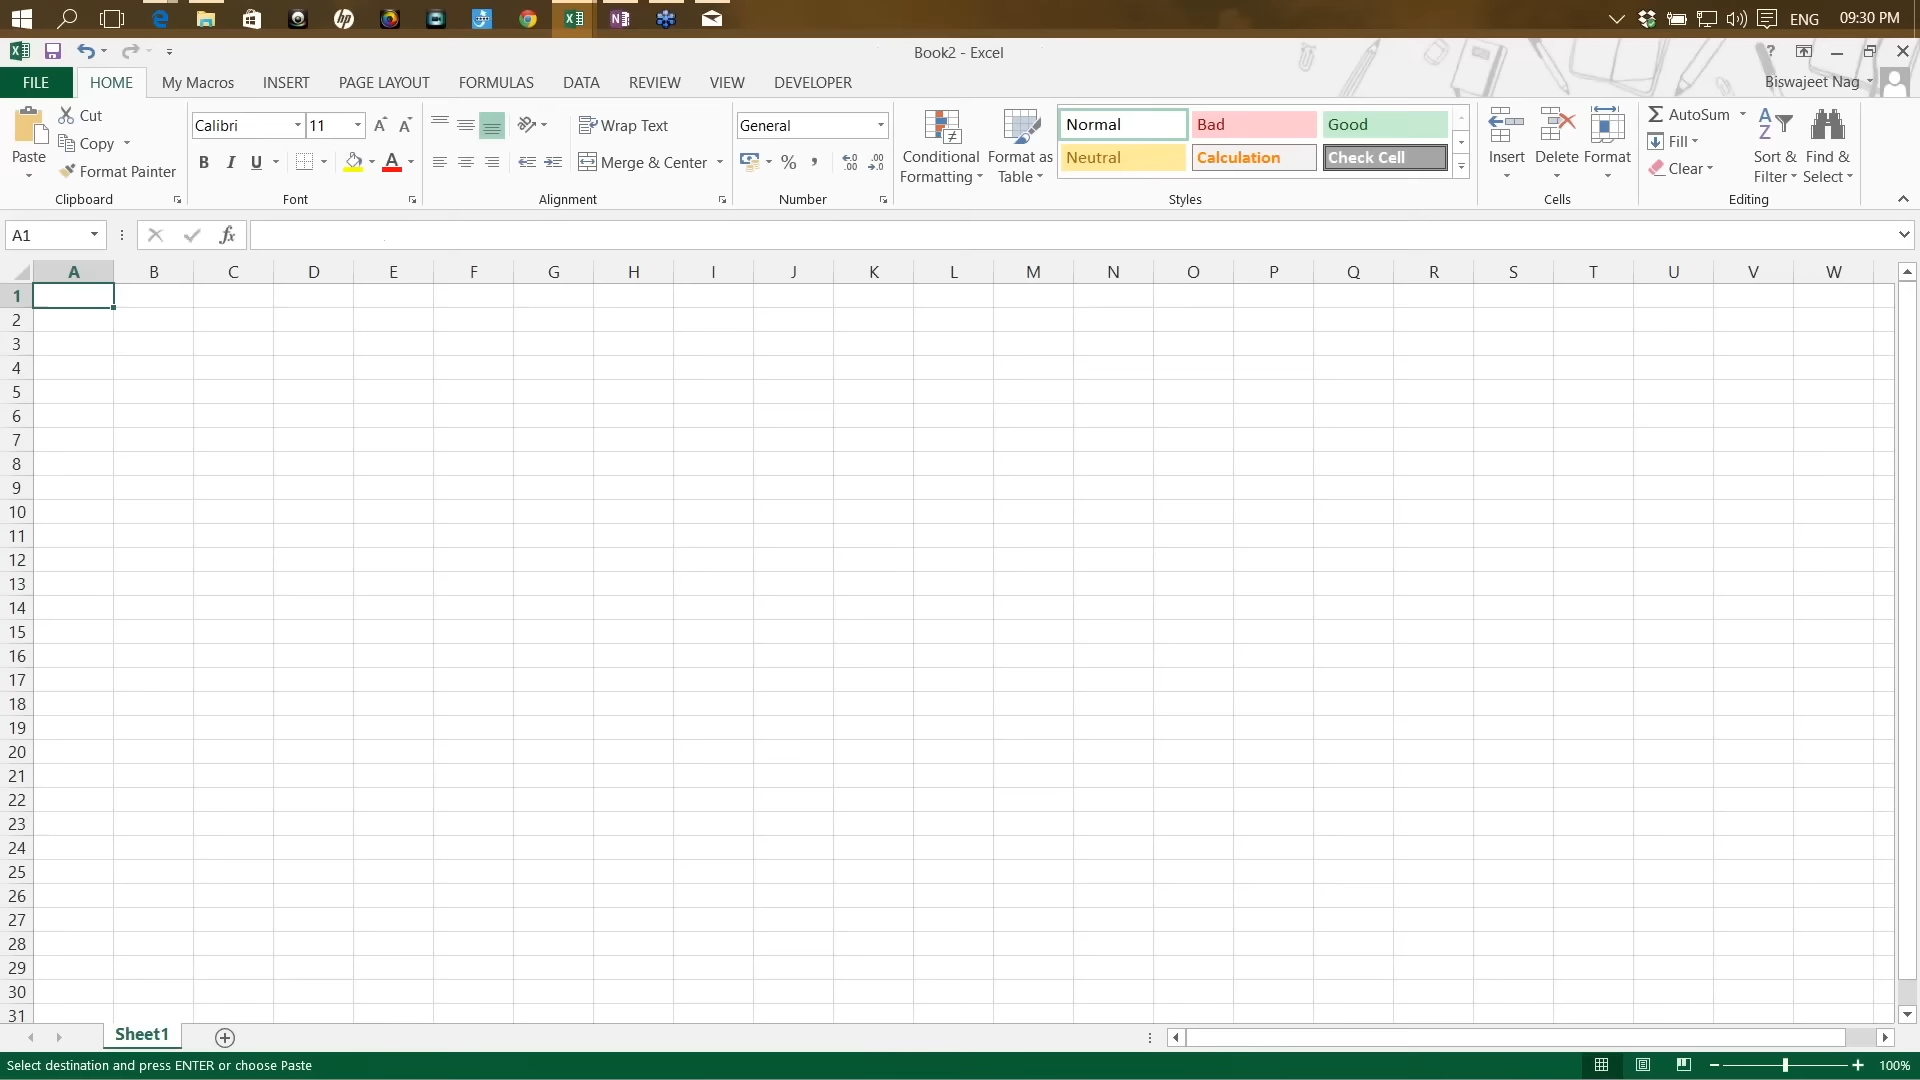 ENG 09:30 PM
Book2 - Excel
FILE HOME My Macros INSERT PAGE LAYOUT FORMULAS DATA REVIEW VIEW DEVELOPER Biswajeet Nag
Paste
Cut
Copy
Format Painter
Clipboard
Calibri 11
B I U A
Font
Wrap Text
Merge & Center
Alignment
General
% ,
Number
Conditional Formatting
Format as Table
Normal Bad Good
Neutral Calculation Check Cell
Styles
Insert Delete Format
Cells
AutoSum
Fill
Clear
Sort & Filter
Find & Select
Editing
A1 fx
A B C D E F G H I J K L M N O P Q R S T U V W
1
2
3
4
5
6
7
8
9
10
11
12
13
14
15
16
17
18
19
20
21
22
23
24
25
26
27
28
29
30
31
Sheet1
Select destination and press ENTER or choose Paste 100%